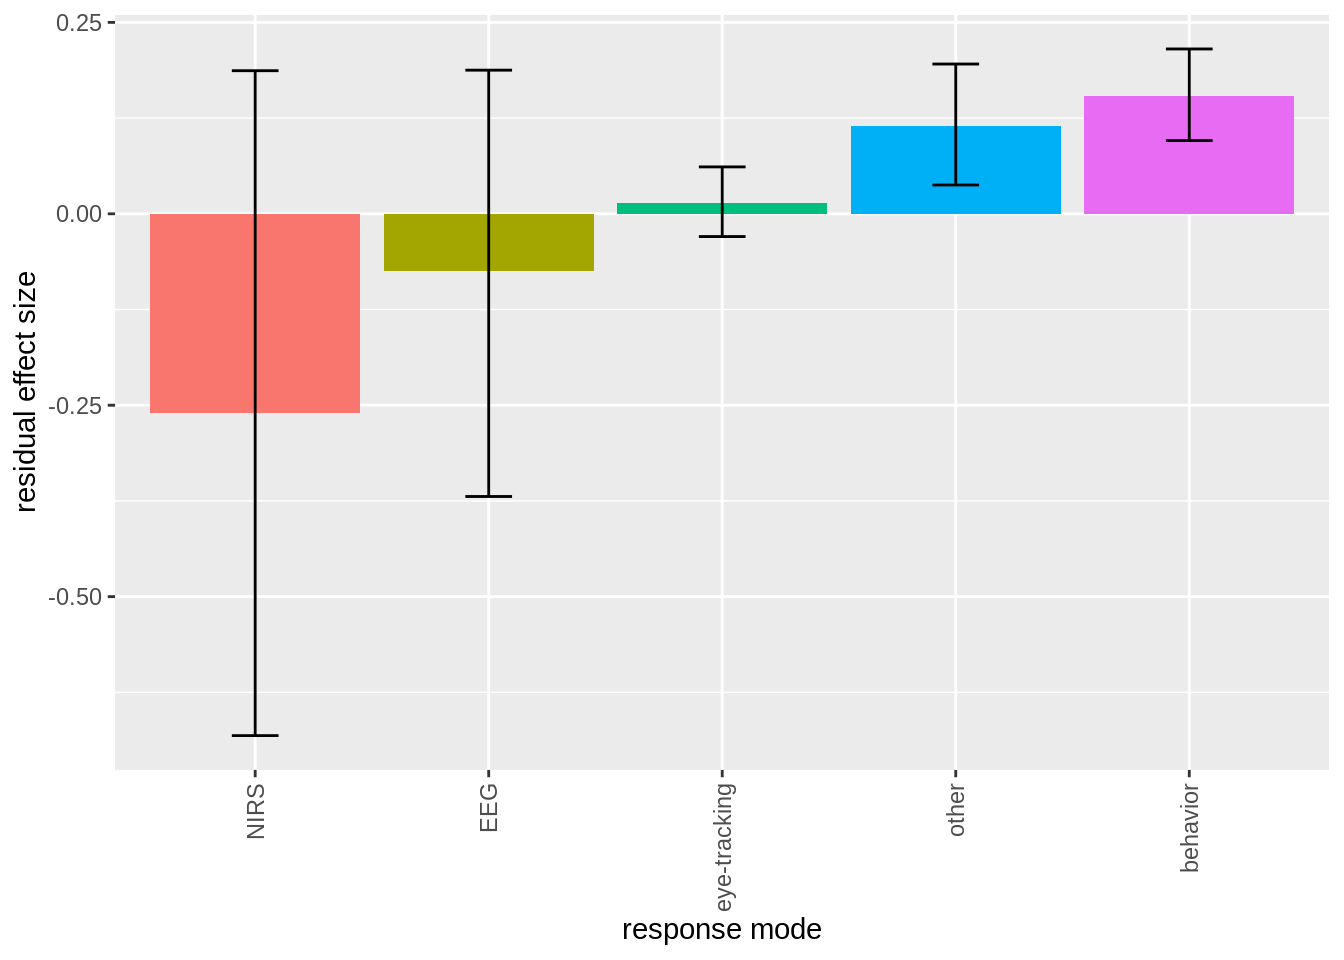 0.25
0.00
-0.25
-0.50
residual effect size
NIRS
EEG
eye-tracking
other
behavior
response mode